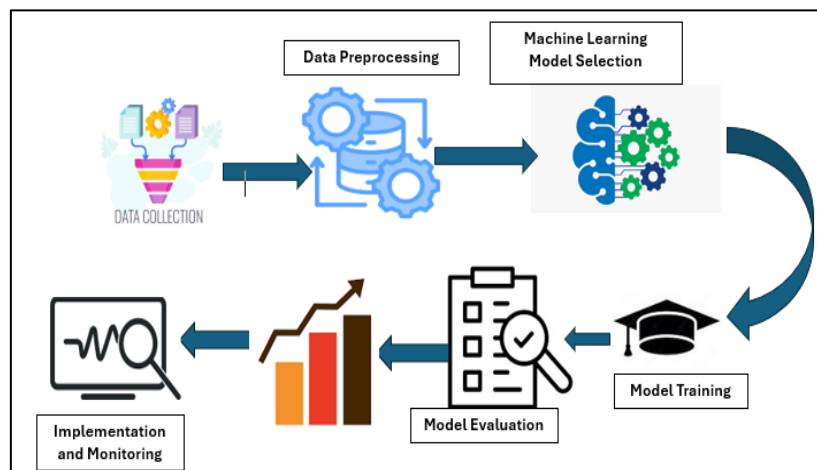 DATA COLLECTION
Data Preprocessing
Machine Learning
Model Selection
Model Training
Model Evaluation
Implementation
and Monitoring